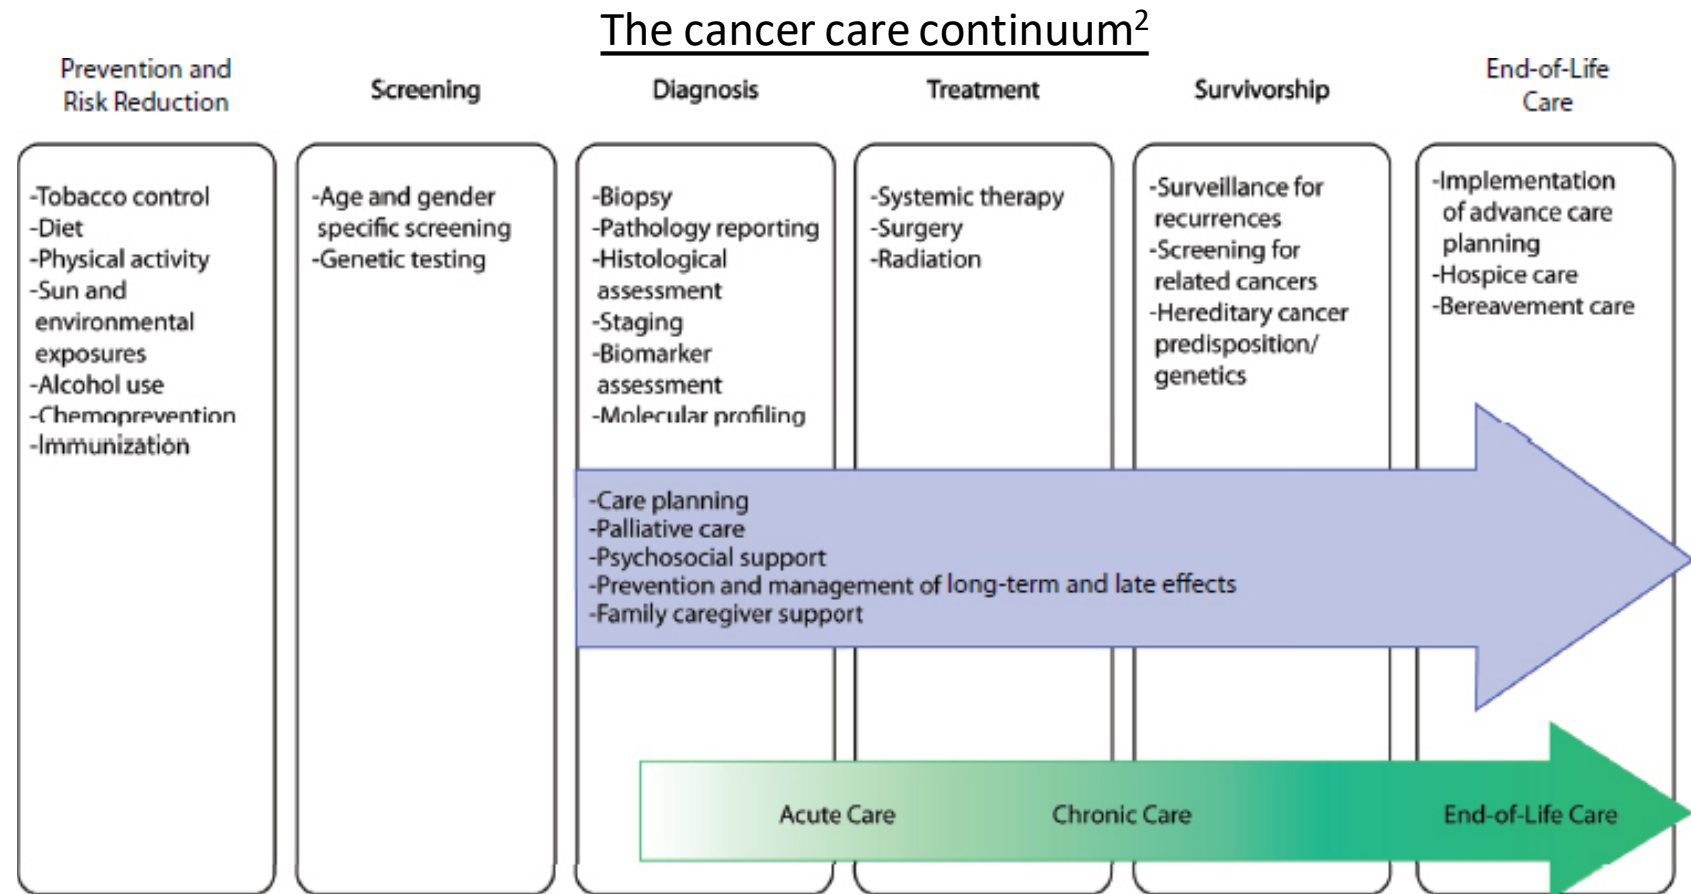 The cancer care continuum2
Prevention and
Risk Reduction
Screening
Diagnosis
Treatment
Survivorship
End-of-Life
Care
-Tobacco control
-Diet
-Physical activity
-Sun and
environmental
exposures
-Alcohol use
-Chemoprevention
-Immunization
-Age and gender
specific screening
-Genetic testing
-Biopsy
-Pathology reporting
-Histological
assessment
-Staging
-Biomarker
assessment
-Molecular profiling
-Systemic therapy
-Surgery
-Radiation
-Surveillance for
recurrences
-Screening for
related cancers
-Hereditary cancer
predisposition/
genetics
-Implementation
of advance care
planning
-Hospice care
-Bereavement care
-Care planning
-Palliative care
-Psychosocial support
-Prevention and management of long-term and late effects
-Family caregiver support
Acute Care
Chronic Care
End-of-Life Care